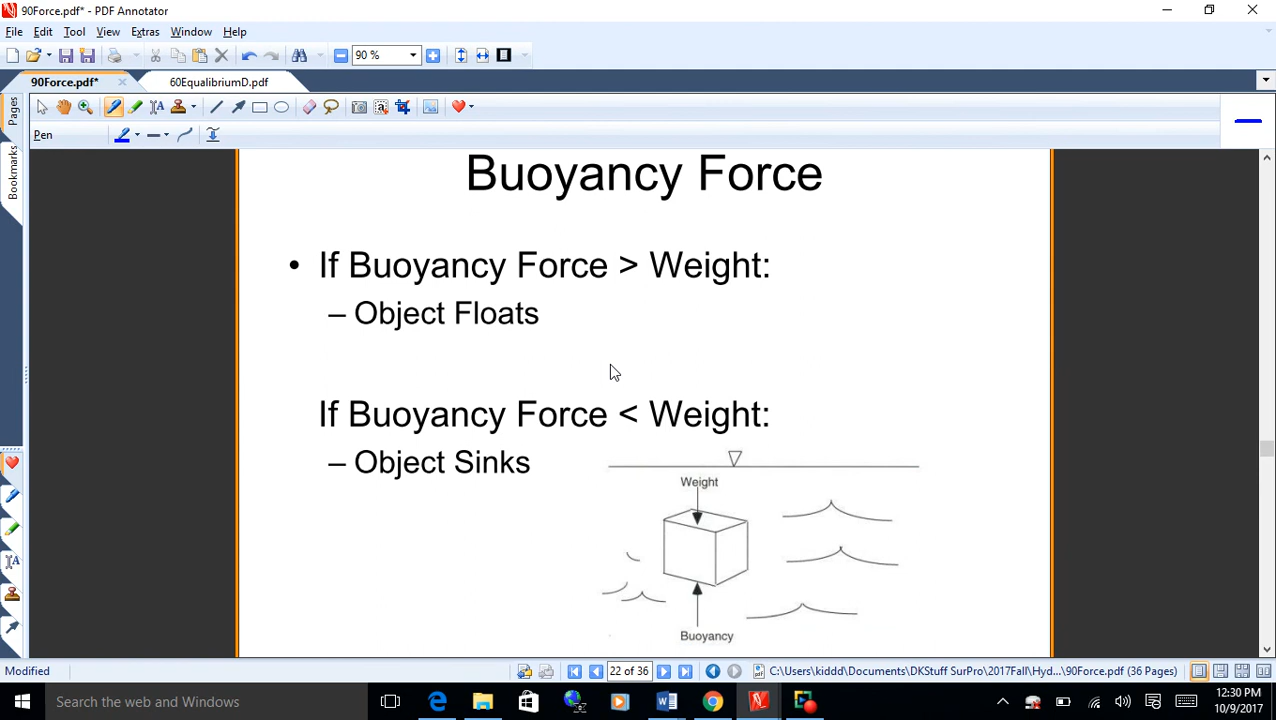 90Force.pdf* - PDF Annotator
File Edit Tool View Extras Window Help
90 %
90Force.pdf* 60EqualibriumD.pdf
Pen
Pages
Bookmarks
Buoyancy Force
• If Buoyancy Force > Weight:
– Object Floats
If Buoyancy Force < Weight:
– Object Sinks
Weight
Buoyancy
Modified
22 of 36
C:\Users\kiddd\Documents\DKStuff SurPro\2017Fall\Hyd...\90Force.pdf (36 Pages)
Search the web and Windows
12:30 PM
10/9/2017